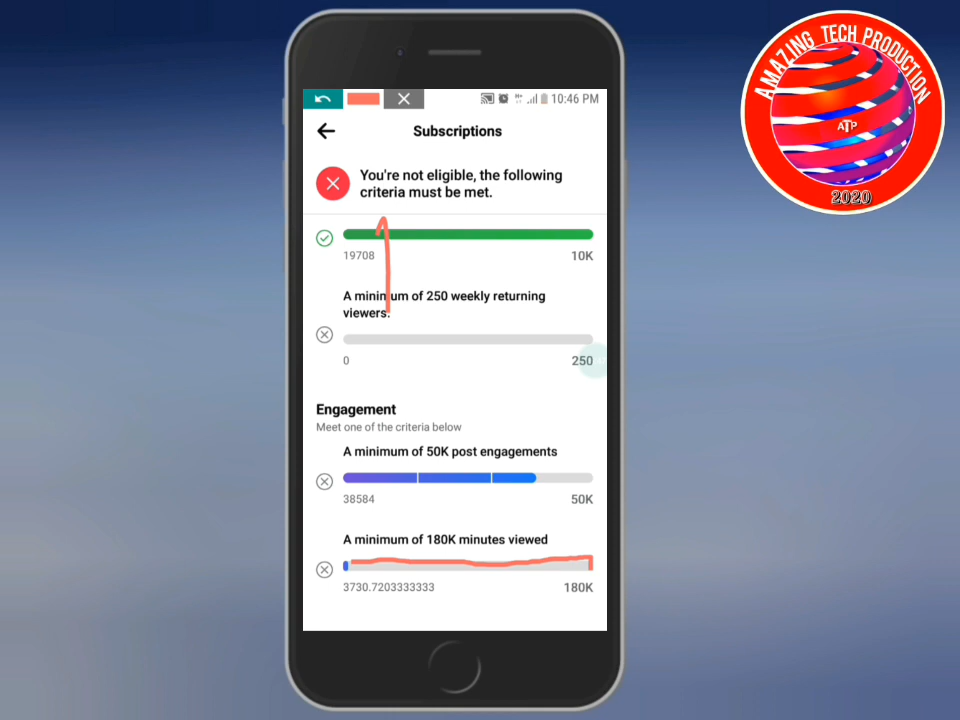 AMAZING TECH PRODUCTION
ATP
2020
10:46 PM
Subscriptions
You're not eligible, the following
criteria must be met.
19708
10K
A minimum of 250 weekly returning
viewers.
0
250
Engagement
Meet one of the criteria below
A minimum of 50K post engagements
38584
50K
A minimum of 180K minutes viewed
3730.7203333333
180K